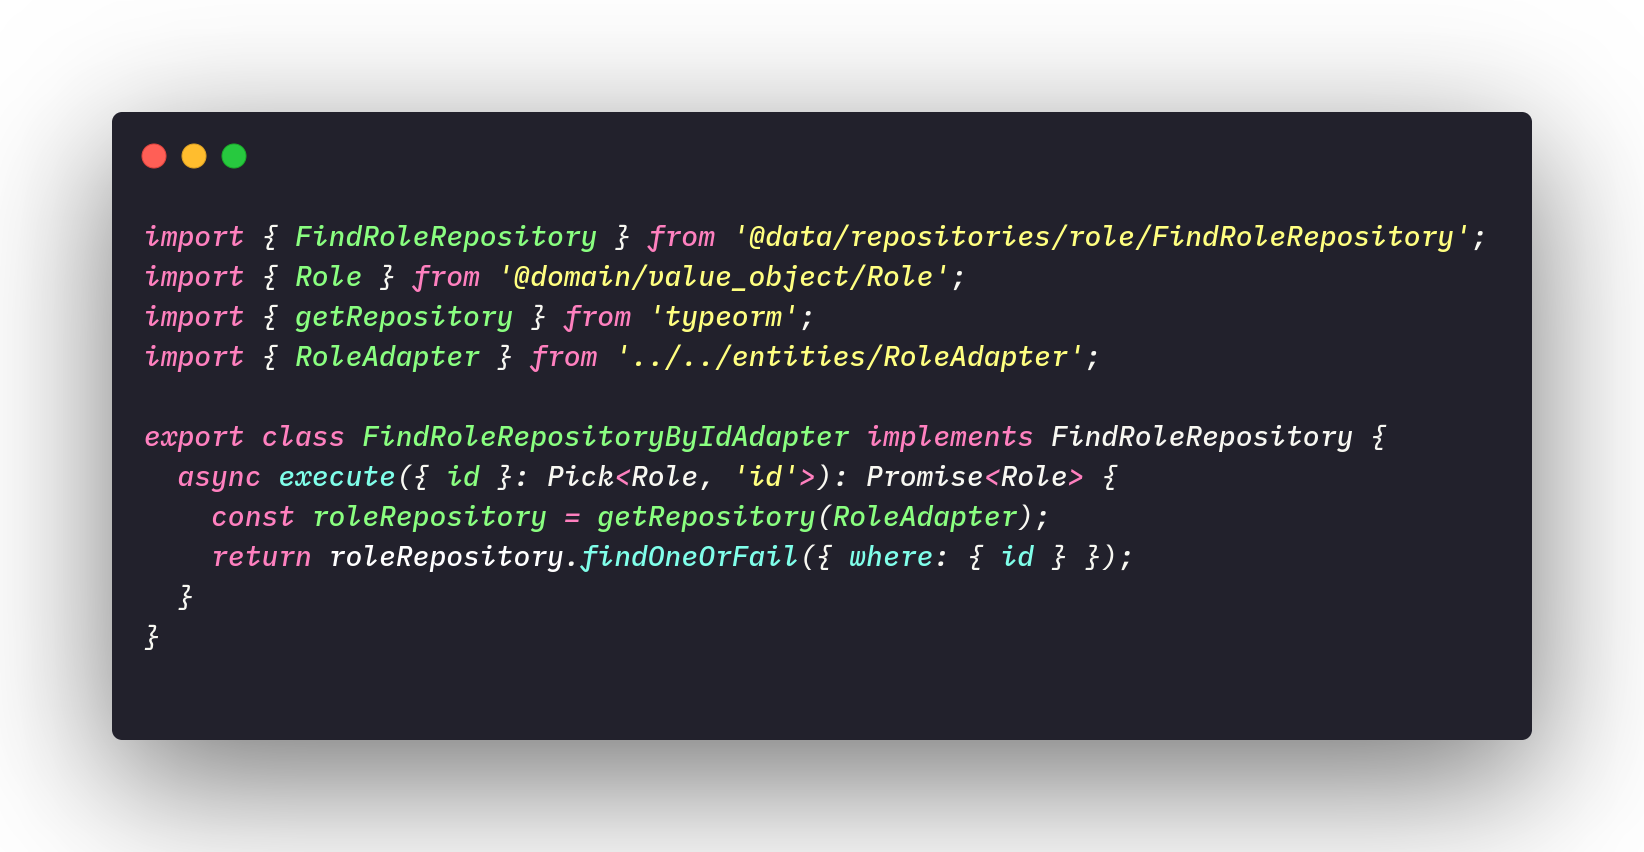 import { FindRoleRepository } from '@data/repositories/role/FindRoleRepository';
import { Role } from '@domain/value_object/Role';
import { getRepository } from 'typeorm';
import { RoleAdapter } from '../../entities/RoleAdapter';

export class FindRoleRepositoryByIdAdapter implements FindRoleRepository {
  async execute({ id }: Pick<Role, 'id'>): Promise<Role> {
    const roleRepository = getRepository(RoleAdapter);
    return roleRepository.findOneOrFail({ where: { id } });
  }
}